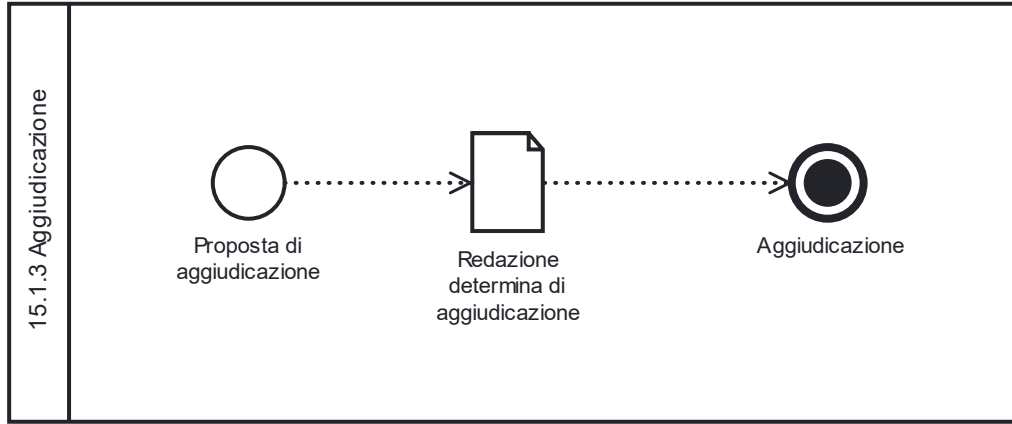 15.1.3 Aggiudicazione
Proposta di
aggiudicazione
Redazione
determina di
aggiudicazione
Aggiudicazione